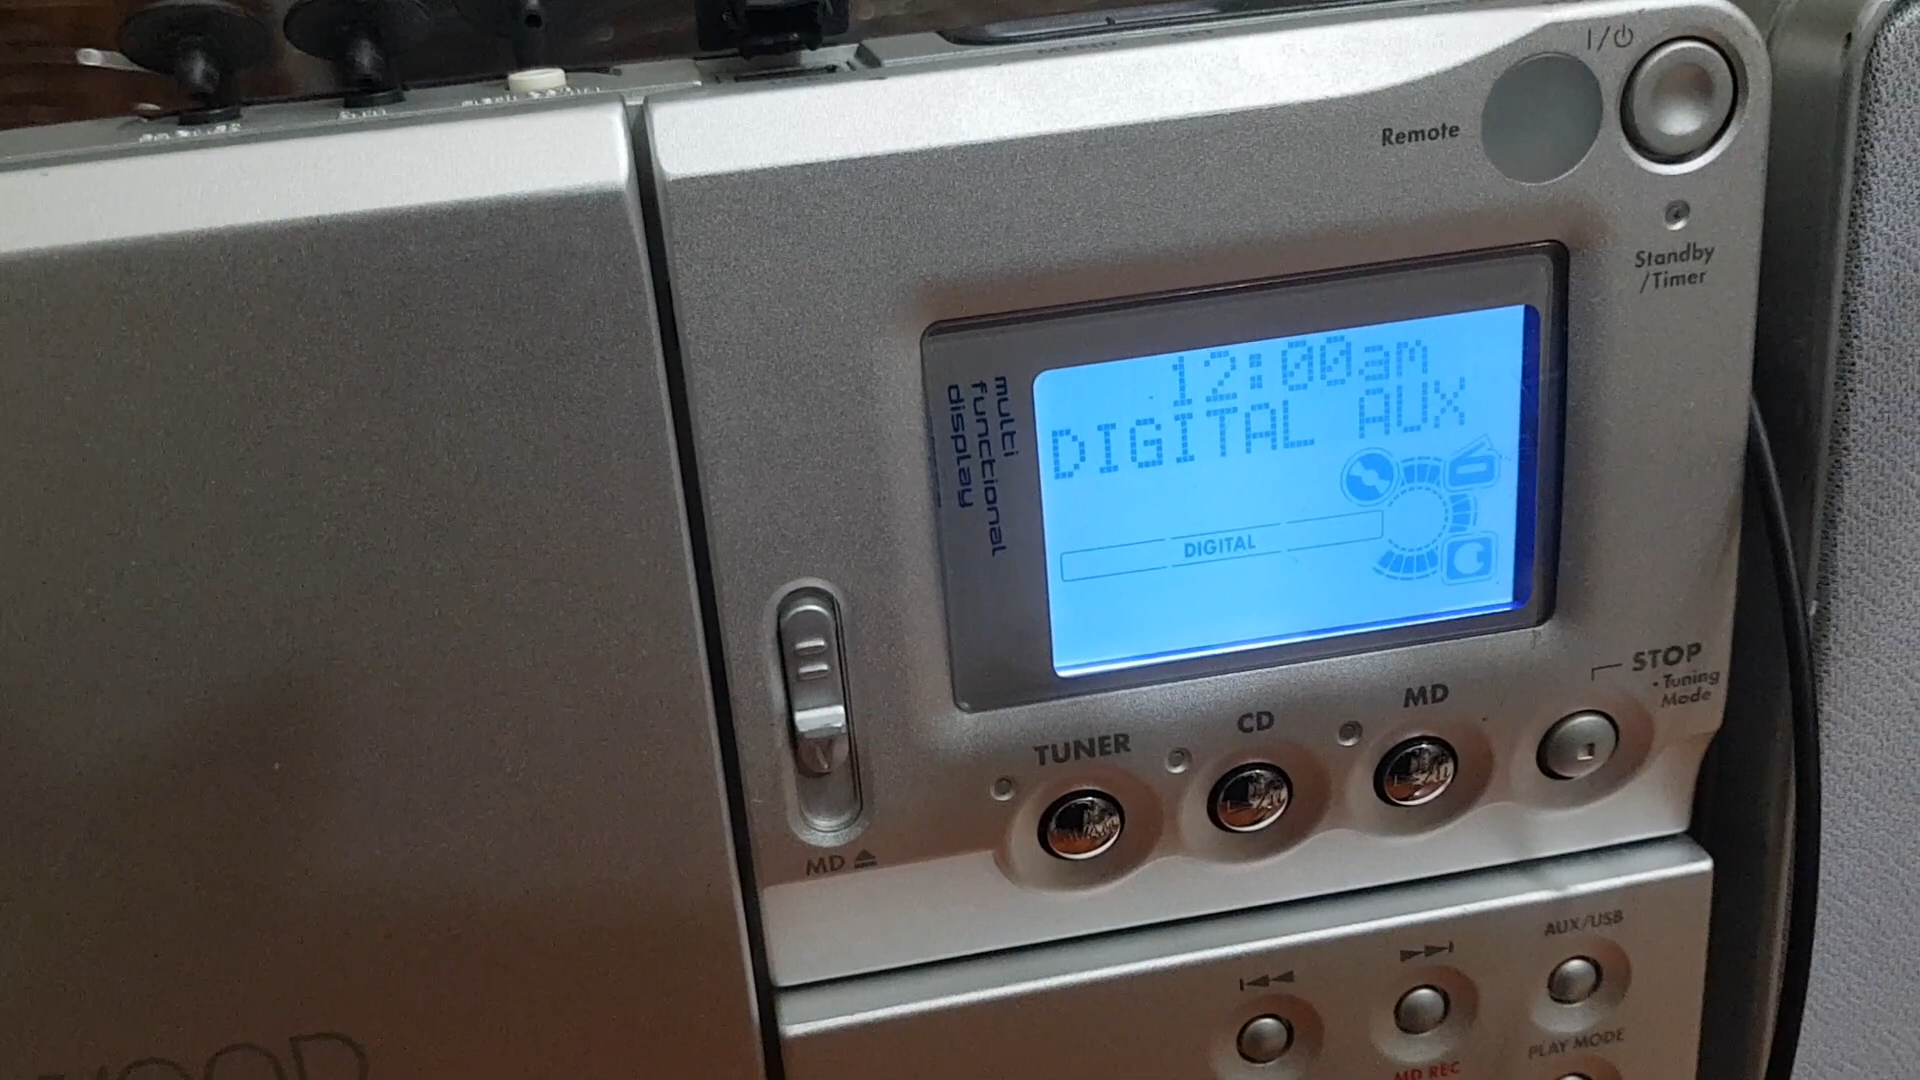 I/⏻
Remote
Standby
/Timer
multi
functional
display
12:00am
DIGITAL AUX
DIGITAL
STOP
• Tuning
Mode
MD
CD
TUNER
MD ⏏
AUX/USB
PLAY MODE
MD REC